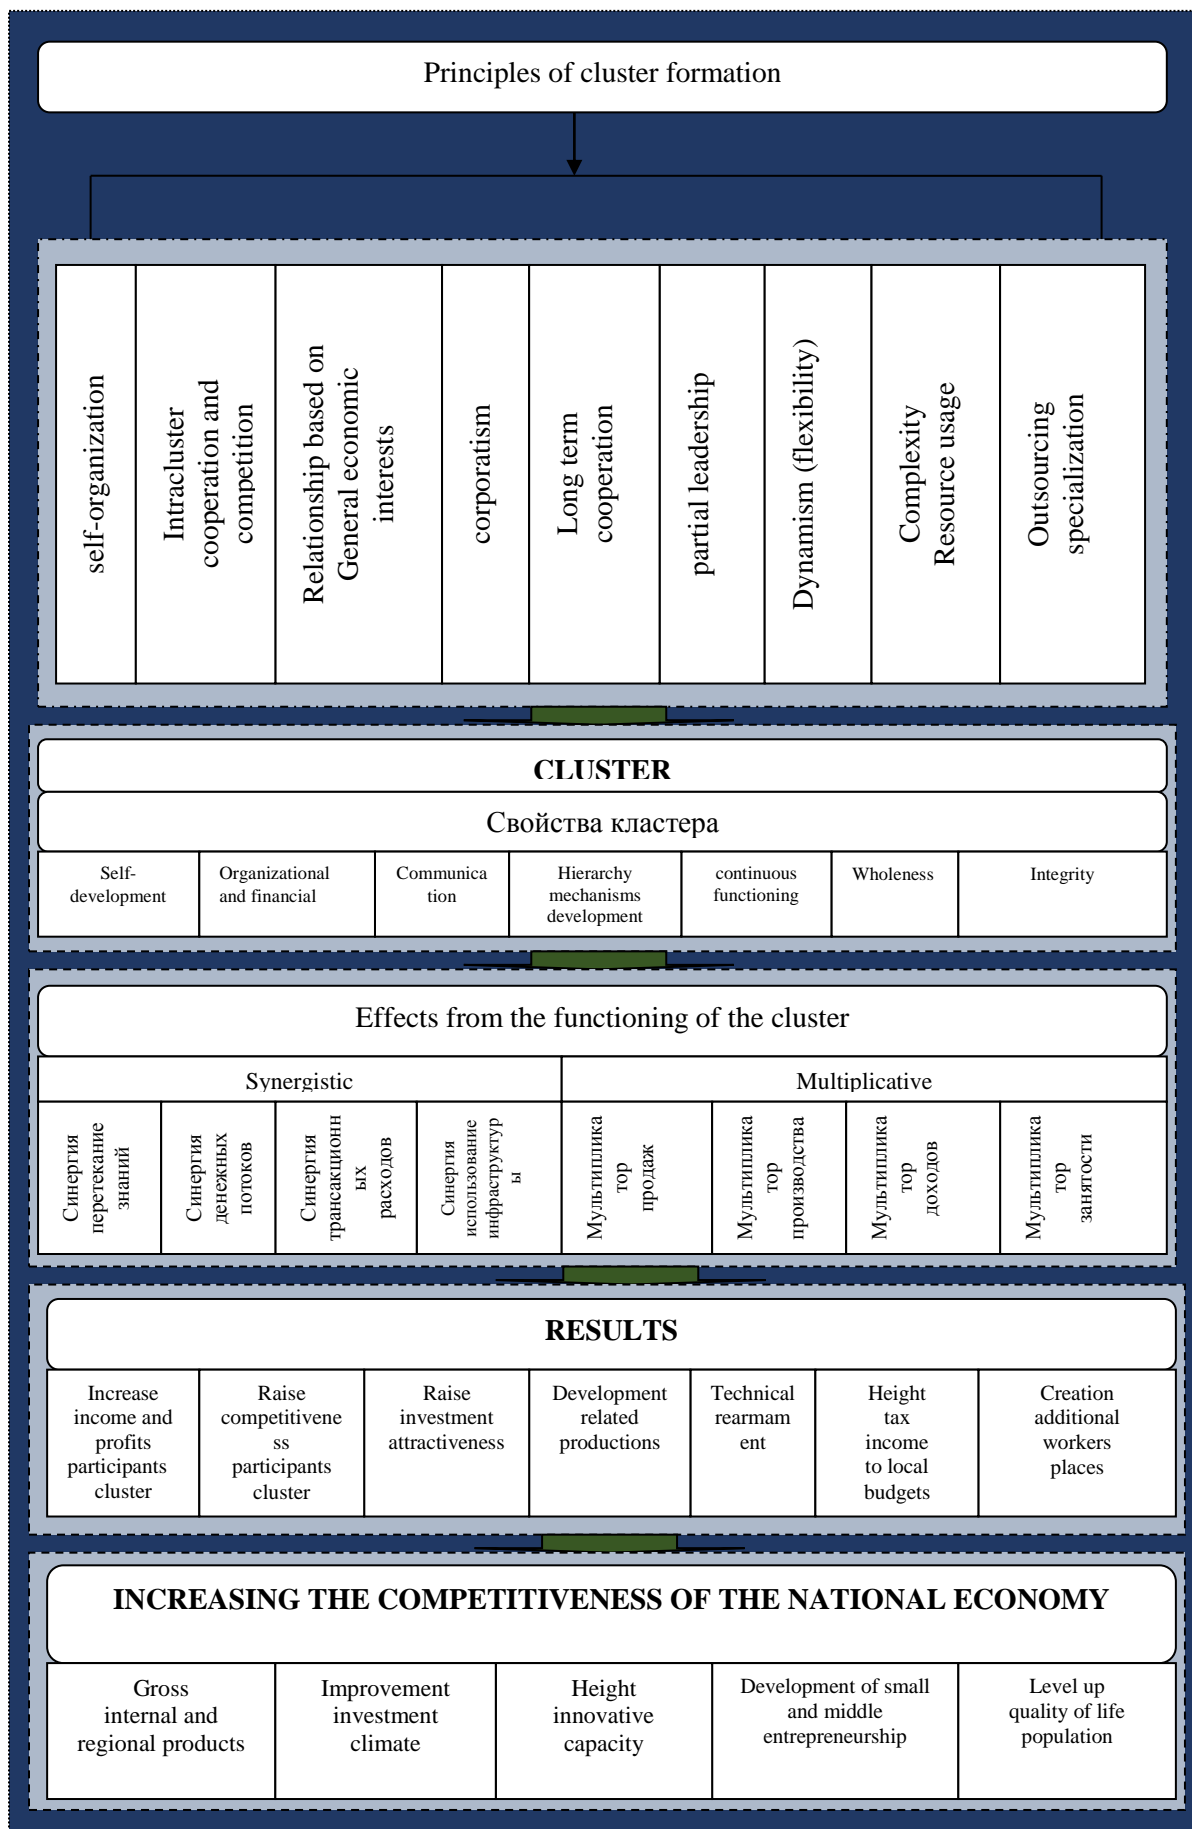 Principles of cluster formation
self-organization
Intracluster
cooperation and
competition
Relationship based on
General economic
interests
corporatism
Long term
cooperation
partial leadership
Dynamism (flexibility)
Complexity
Resource usage
Outsourcing
specialization
CLUSTER
Свойства кластера
Self-
development
Organizational
and financial
Communica
tion
Hierarchy
mechanisms
development
continuous
functioning
Wholeness
Integrity
Effects from the functioning of the cluster
Synergistic
Multiplicative
Синергия
перетекание
знаний
Синергия
денежных
потоков
Синергия
трансакционн
ых
расходов
Синергия
использование
инфраструктур
ы
Мультиплика
тор
продаж
Мультиплика
тор
производства
Мультиплика
тор
доходов
Мультиплика
тор
занятости
RESULTS
Increase
income and
profits
participants
cluster
Raise
competitivene
ss
participants
cluster
Raise
investment
attractiveness
Development
related
productions
Technical
rearmam
ent
Height
tax
income
to local
budgets
Creation
additional
workers
places
INCREASING THE COMPETITIVENESS OF THE NATIONAL ECONOMY
Gross
internal and
regional products
Improvement
investment
climate
Height
innovative
capacity
Development of small
and middle
entrepreneurship
Level up
quality of life
population